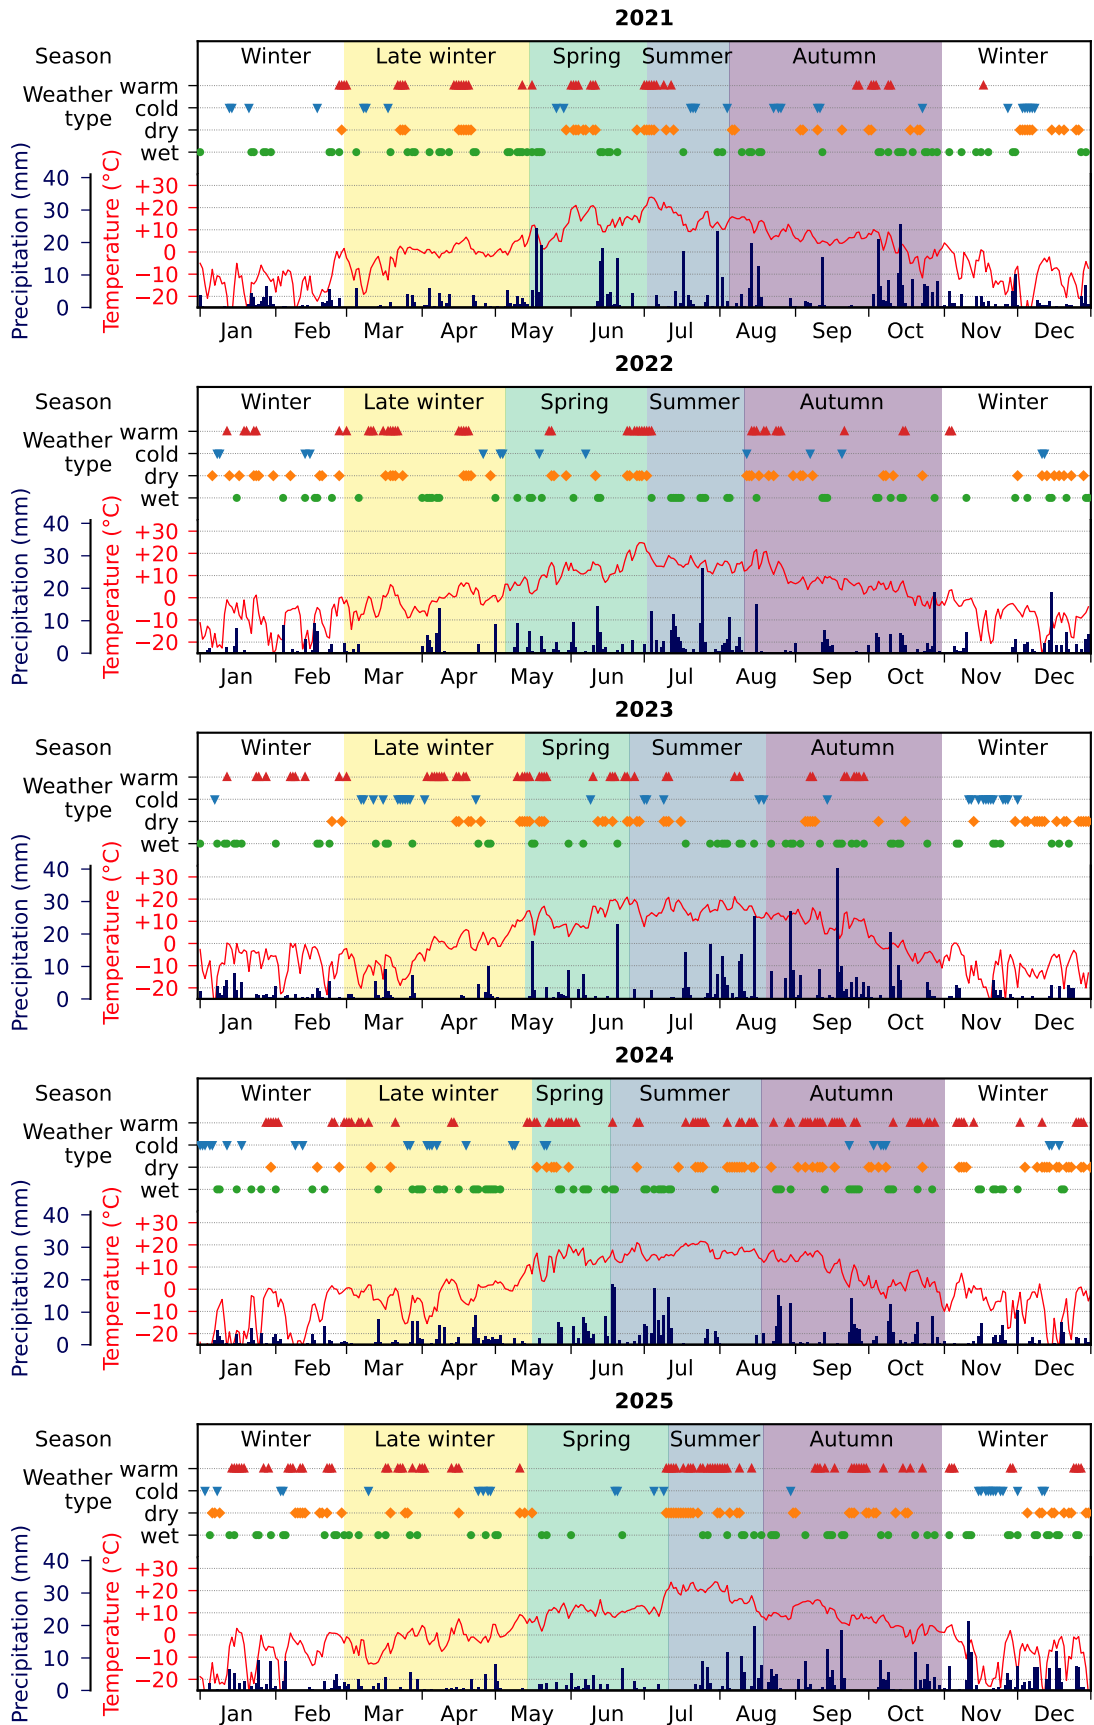 2021
Season Winter Late winter Spring Summer Autumn Winter
Weather type
warm
cold
dry
wet
Precipitation (mm)
40
30
20
10
0
Temperature (°C)
+30
+20
+10
0
−10
−20
Jan Feb Mar Apr May Jun Jul Aug Sep Oct Nov Dec
2022
Season Winter Late winter Spring Summer Autumn Winter
Weather type
warm
cold
dry
wet
Precipitation (mm)
40
30
20
10
0
Temperature (°C)
+30
+20
+10
0
−10
−20
Jan Feb Mar Apr May Jun Jul Aug Sep Oct Nov Dec
2023
Season Winter Late winter Spring Summer Autumn Winter
Weather type
warm
cold
dry
wet
Precipitation (mm)
40
30
20
10
0
Temperature (°C)
+30
+20
+10
0
−10
−20
Jan Feb Mar Apr May Jun Jul Aug Sep Oct Nov Dec
2024
Season Winter Late winter Spring Summer Autumn Winter
Weather type
warm
cold
dry
wet
Precipitation (mm)
40
30
20
10
0
Temperature (°C)
+30
+20
+10
0
−10
−20
Jan Feb Mar Apr May Jun Jul Aug Sep Oct Nov Dec
2025
Season Winter Late winter Spring Summer Autumn Winter
Weather type
warm
cold
dry
wet
Precipitation (mm)
40
30
20
10
0
Temperature (°C)
+30
+20
+10
0
−10
−20
Jan Feb Mar Apr May Jun Jul Aug Sep Oct Nov Dec